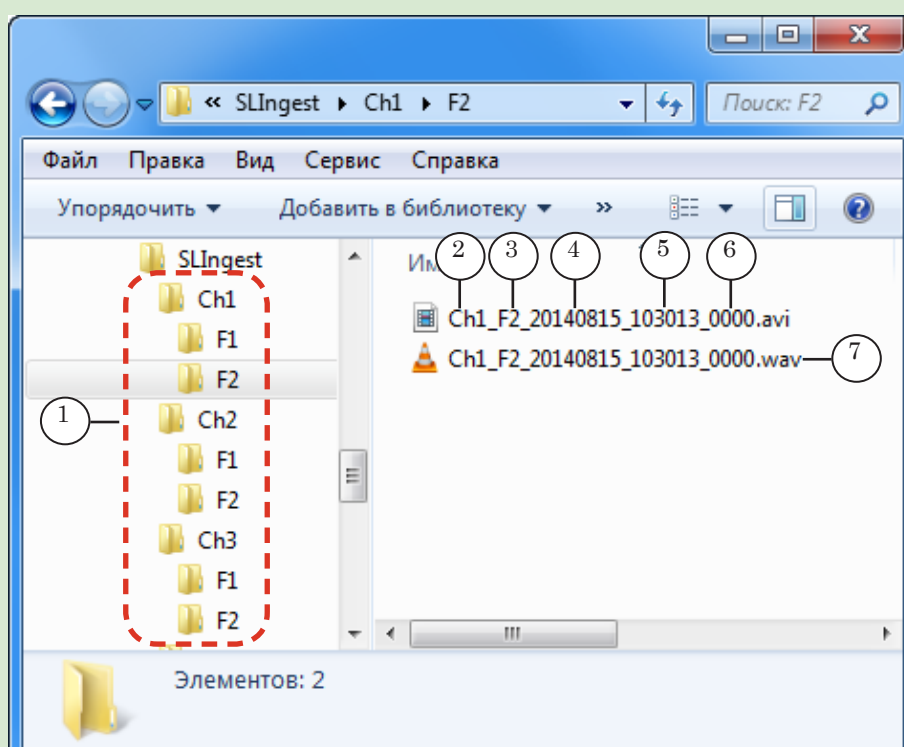 « SLIngest Ch1 F2 Поиск: F2
Файл Правка Вид Сервис Справка
Упорядочить Добавить в библиотеку »
SLIngest
Ch1
F1
F2
Ch2
F1
F2
Ch3
F1
F2
1
2 3 4 5 6
Ch1_F2_20140815_103013_0000.avi
Ch1_F2_20140815_103013_0000.wav 7
Элементов: 2